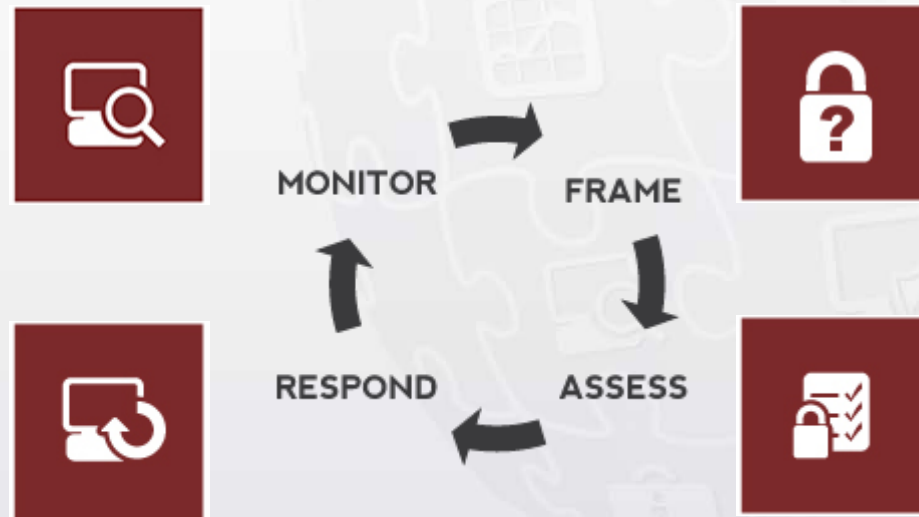 MONITOR
FRAME
RESPOND
ASSESS
?